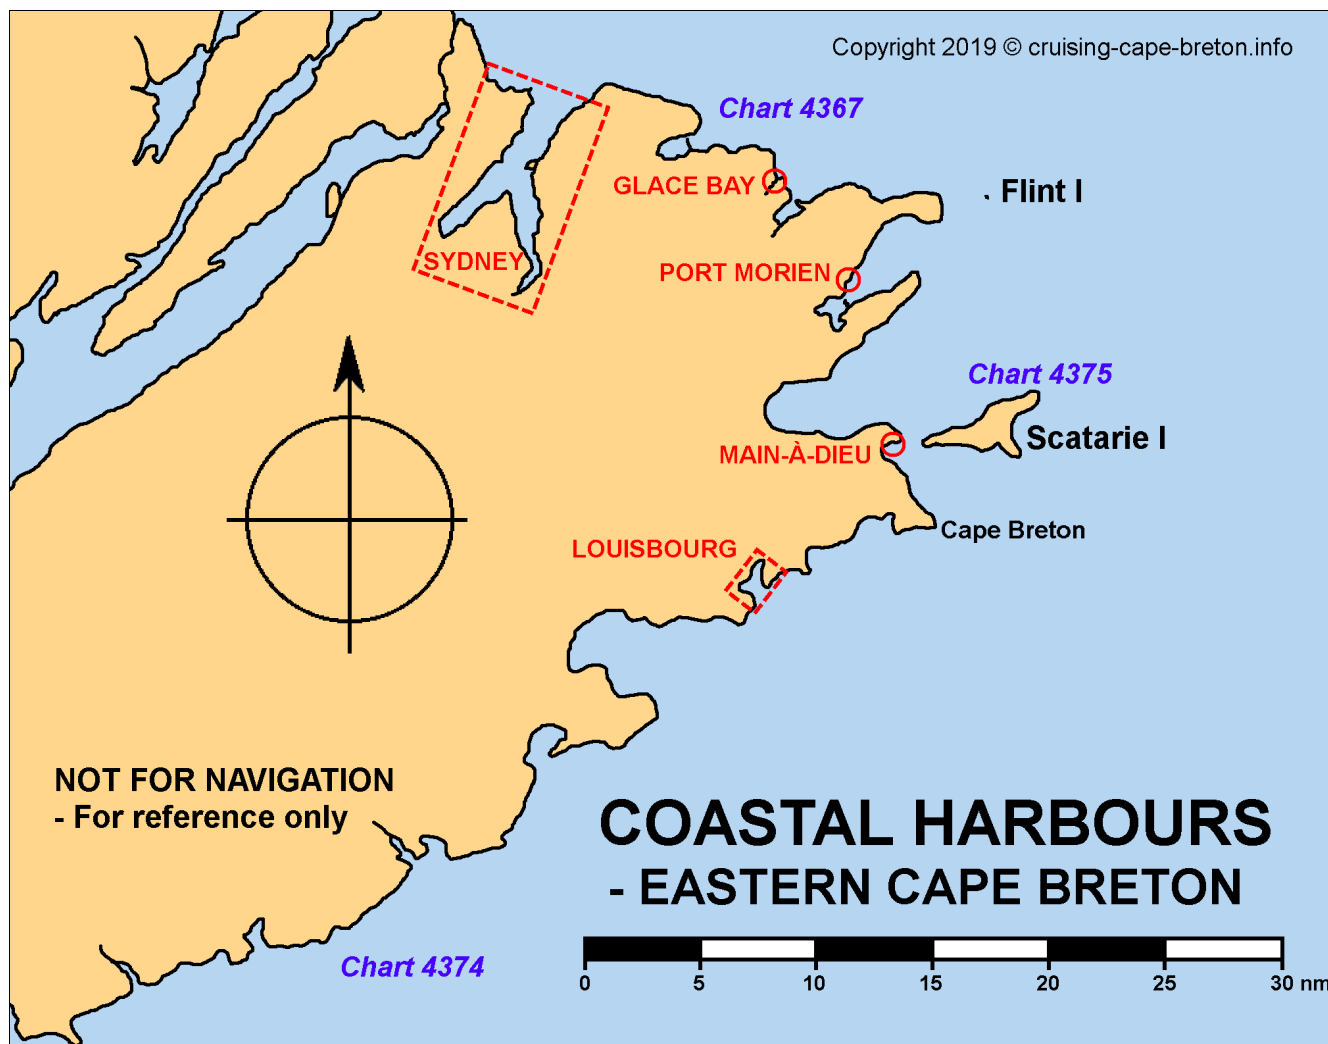 Copyright 2019 © cruising-cape-breton.info
Chart 4367
GLACE BAY
Flint I
SYDNEY
PORT MORIEN
Chart 4375
Scatarie I
MAIN-À-DIEU
Cape Breton
LOUISBOURG
NOT FOR NAVIGATION
- For reference only
COASTAL HARBOURS
- EASTERN CAPE BRETON
Chart 4374
0 5 10 15 20 25 30 nm